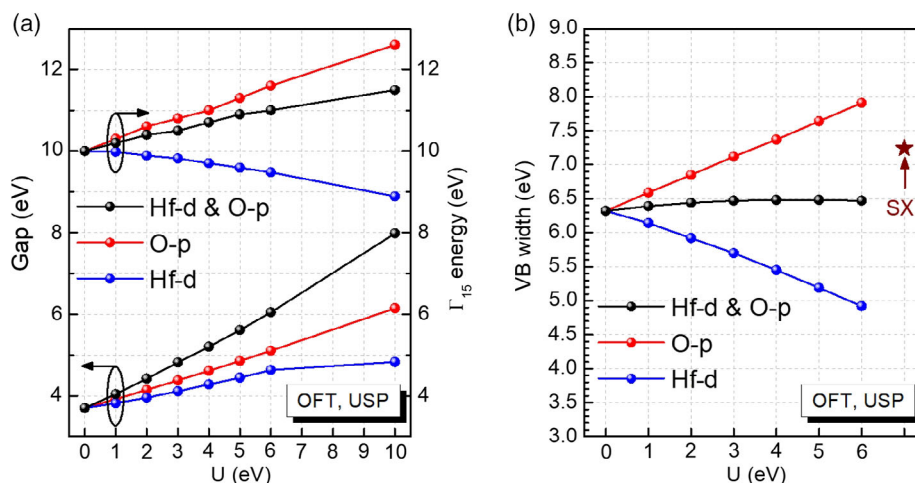 (a)
12
10
8
6
4
Gap (eV)
Hf-d & O-p
O-p
Hf-d
OFT, USP
12
10
8
6
4
Γ15 energy (eV)
0 1 2 3 4 5 6 7 8 9 10
U (eV)
(b)
9.0
8.5
8.0
7.5
7.0
6.5
6.0
5.5
5.0
4.5
4.0
3.5
3.0
VB width (eV)
SX
Hf-d & O-p
O-p
Hf-d
OFT, USP
0 1 2 3 4 5 6
U (eV)